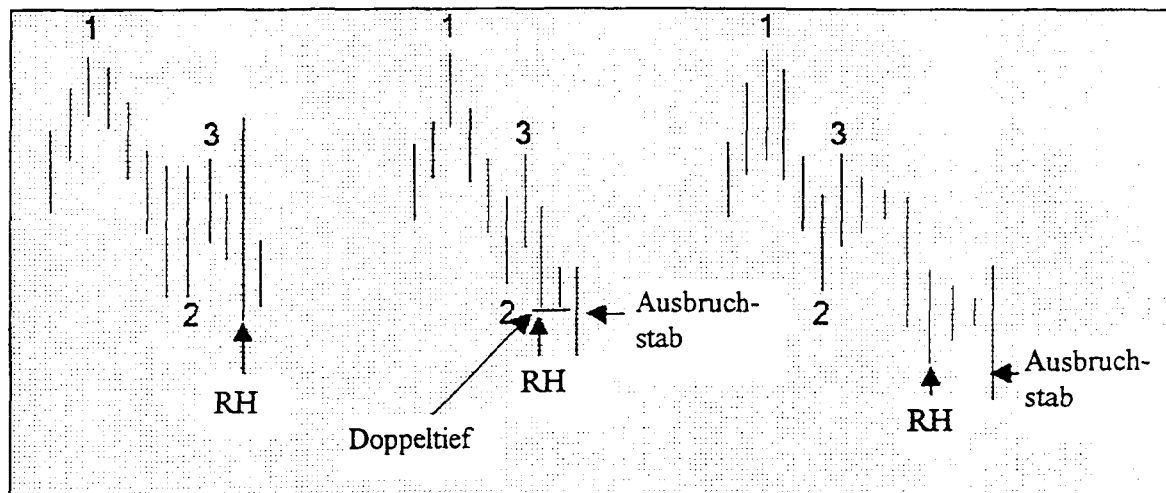 1
3
2
RH
1
3
2
Ausbruch-
stab
RH
Doppeltief
1
3
2
Ausbruch-
stab
RH